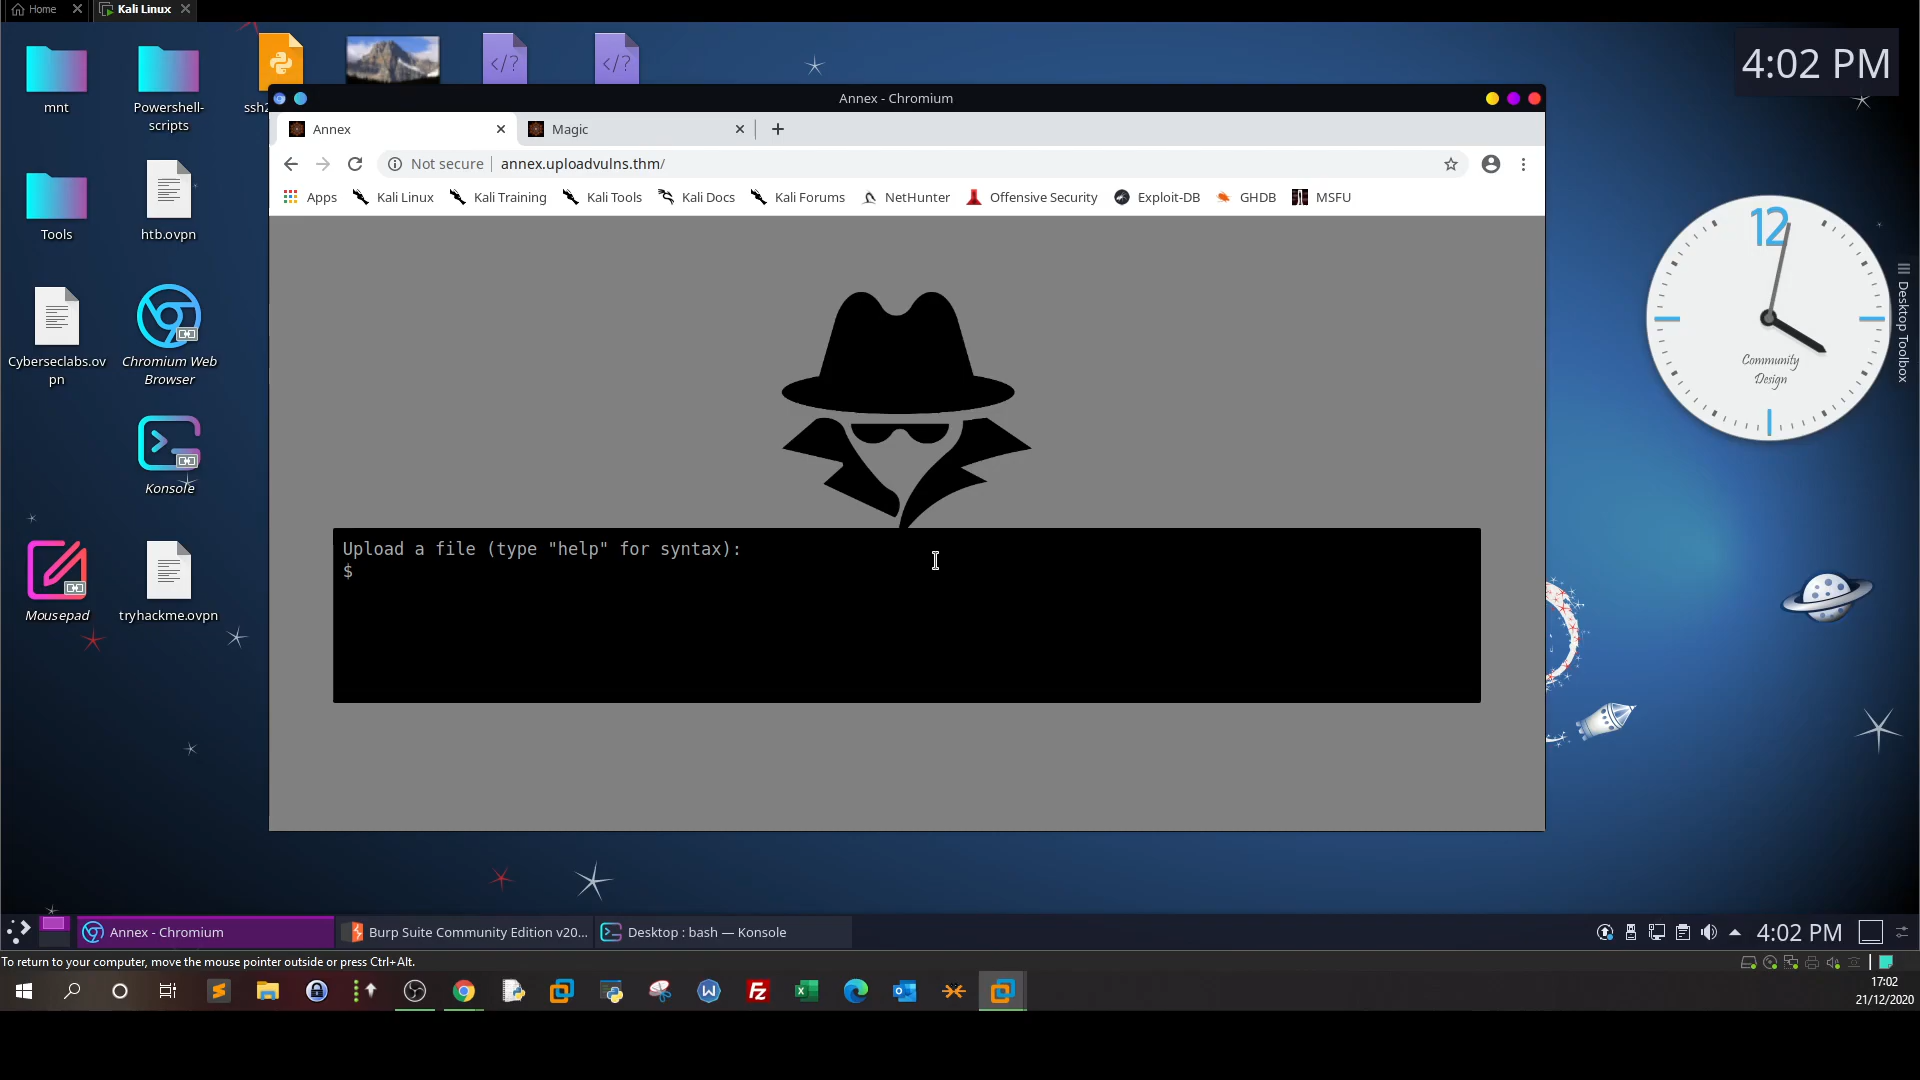 Home
Kali Linux
4:02 PM
mnt
Powershell-
scripts
ssh2
Tools
htb.ovpn
Cyberseclabs.ov
pn
Chromium Web
Browser
Konsole
Mousepad
tryhackme.ovpn
Annex - Chromium
Annex
Magic
Not secure
annex.uploadvulns.thm/
Apps
Kali Linux
Kali Training
Kali Tools
Kali Docs
Kali Forums
NetHunter
Offensive Security
Exploit-DB
GHDB
MSFU
Upload a file (type "help" for syntax):
$
12
Community
Design
Desktop Toolbox
Annex - Chromium
Burp Suite Community Edition v20...
Desktop : bash — Konsole
4:02 PM
To return to your computer, move the mouse pointer outside or press Ctrl+Alt.
17:02
21/12/2020